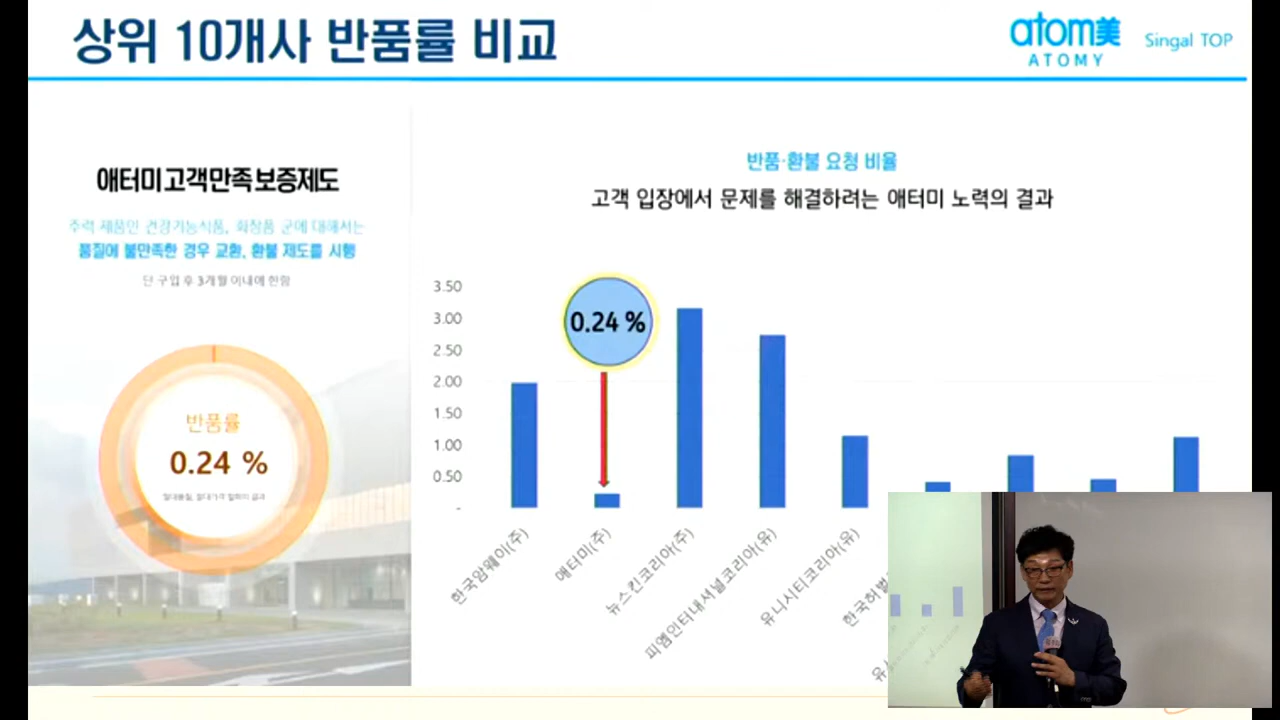 상위 10개사 반품률 비교
atom美
ATOMY
Singal TOP
애터미 고객만족 보증제도
주력 제품인 건강기능식품, 화장품 군에 대해서는
품질에 불만족한 경우 교환, 환불 제도를 시행
단 구입 후 3개월 이내에 한함
반품률
0.24 %
반품·환불 요청 비율
고객 입장에서 문제를 해결하려는 애터미 노력의 결과
3.50
3.00
2.50
2.00
1.50
1.00
0.50
-
0.24 %
한국암웨이(주)
애터미(주)
뉴스킨코리아(주)
피엠인터내셔널코리아(유)
유니시티코리아(유)